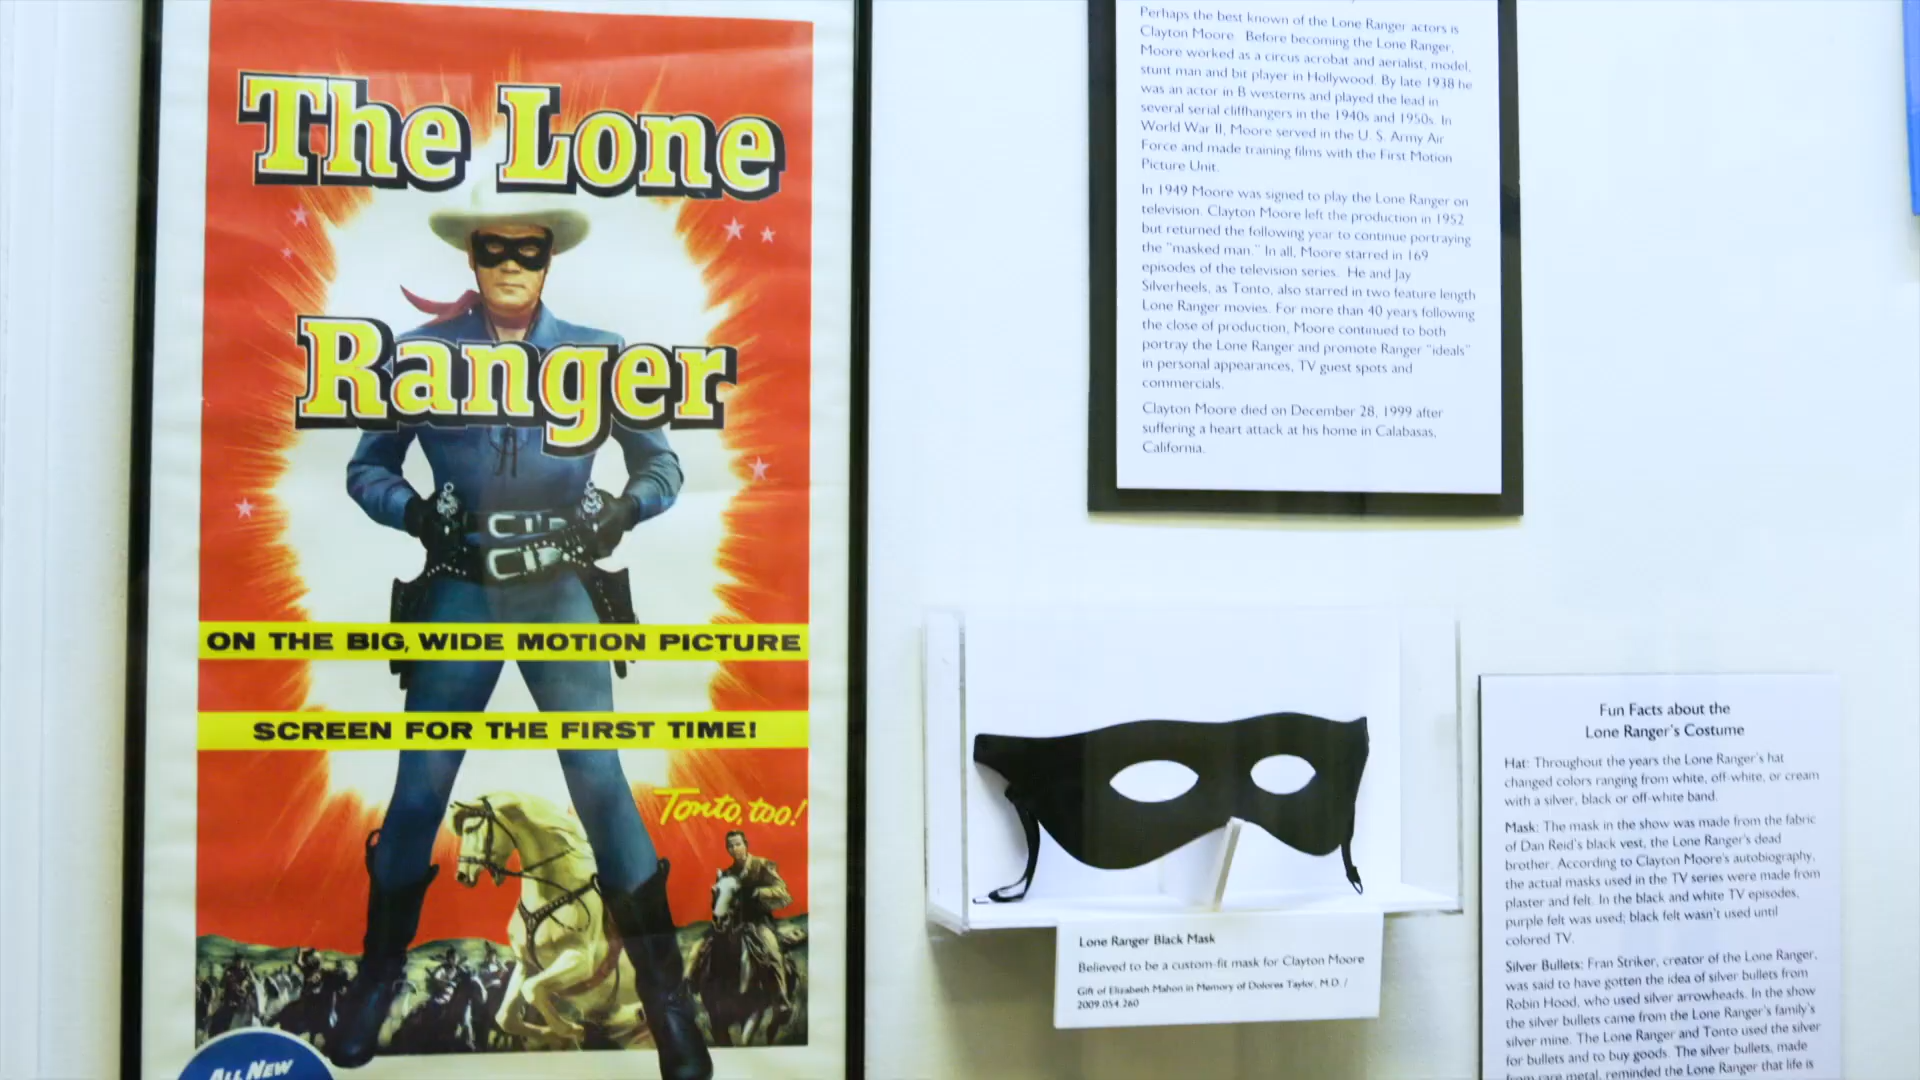 The Lone
Ranger
ON THE BIG, WIDE MOTION PICTURE
SCREEN FOR THE FIRST TIME!
Tonto, too!
ALL NEW
Perhaps the best known of the Lone Ranger actors is
Clayton Moore. Before becoming the Lone Ranger,
Moore worked as a circus acrobat and aerialist, model,
stunt man and bit player in Hollywood. By late 1938 he
was an actor in B westerns and played the lead in
several serial cliffhangers in the 1940s and 1950s. In
World War II, Moore served in the U. S. Army Air
Force and made training films with the First Motion
Picture Unit.
In 1949 Moore was signed to play the Lone Ranger on
television. Clayton Moore left the production in 1952
but returned the following year to continue portraying
the "masked man." In all, Moore starred in 169
episodes of the television series. He and Jay
Silverheels, as Tonto, also starred in two feature length
Lone Ranger movies. For more than 40 years following
the close of production, Moore continued to both
portray the Lone Ranger and promote Ranger "ideals"
in personal appearances, TV guest spots and
commercials.
Clayton Moore died on December 28, 1999 after
suffering a heart attack at his home in Calabasas,
California.
Lone Ranger Black Mask
Believed to be a custom-fit mask for Clayton Moore
Gift of Elizabeth Mahon in Memory of Dolores Taylor, M.D. /
2009.054.260
Fun Facts about the
Lone Ranger's Costume
Hat: Throughout the years the Lone Ranger's hat
changed colors ranging from white, off-white, or cream
with a silver, black or off-white band.
Mask: The mask in the show was made from the fabric
of Dan Reid's black vest, the Lone Ranger's dead
brother. According to Clayton Moore's autobiography,
the actual masks used in the TV series were made from
plaster and felt. In the black and white TV episodes,
purple felt was used; black felt wasn't used until
colored TV.
Silver Bullets: Fran Striker, creator of the Lone Ranger,
was said to have gotten the idea of silver bullets from
Robin Hood, who used silver arrowheads. In the show
the silver bullets came from the Lone Ranger's family's
silver mine. The Lone Ranger and Tonto used the silver
for bullets and to buy goods. The silver bullets, made
from rare metal, reminded the Lone Ranger that life is